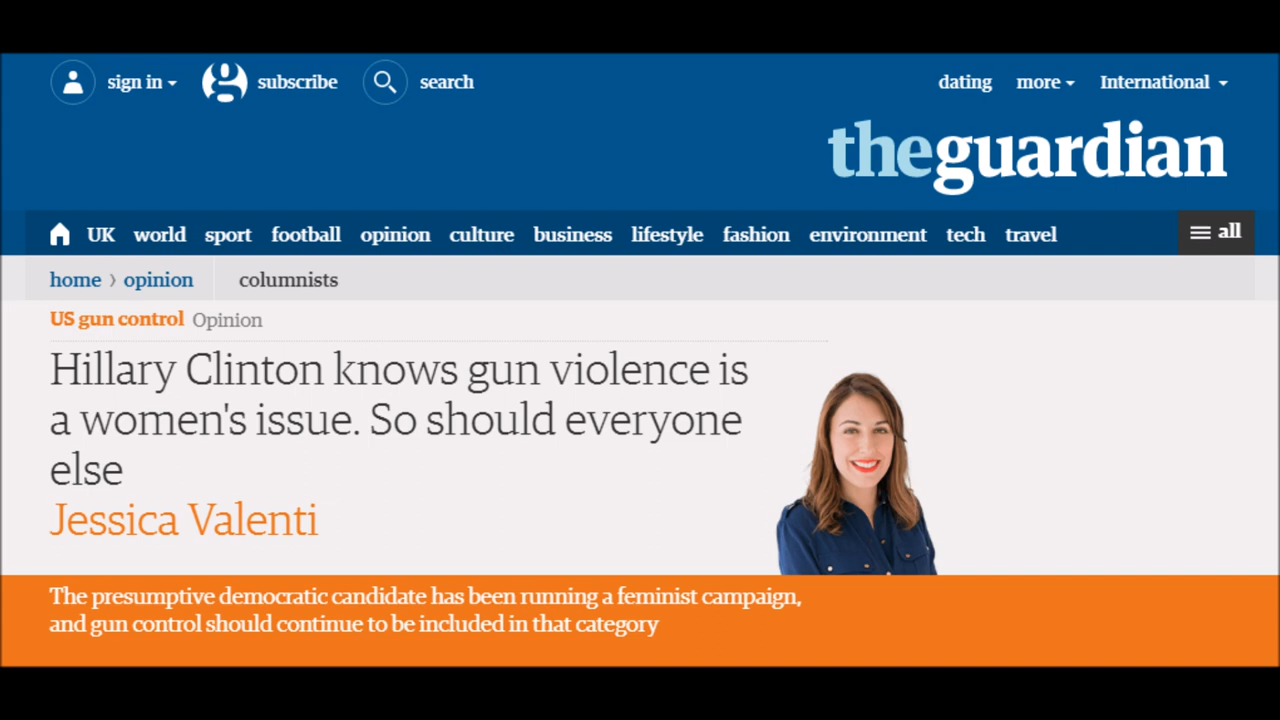 sign in subscribe search dating more International
theguardian
UK world sport football opinion culture business lifestyle fashion environment tech travel all
home › opinion columnists
US gun control Opinion
Hillary Clinton knows gun violence is
a women's issue. So should everyone
else
Jessica Valenti
The presumptive democratic candidate has been running a feminist campaign,
and gun control should continue to be included in that category